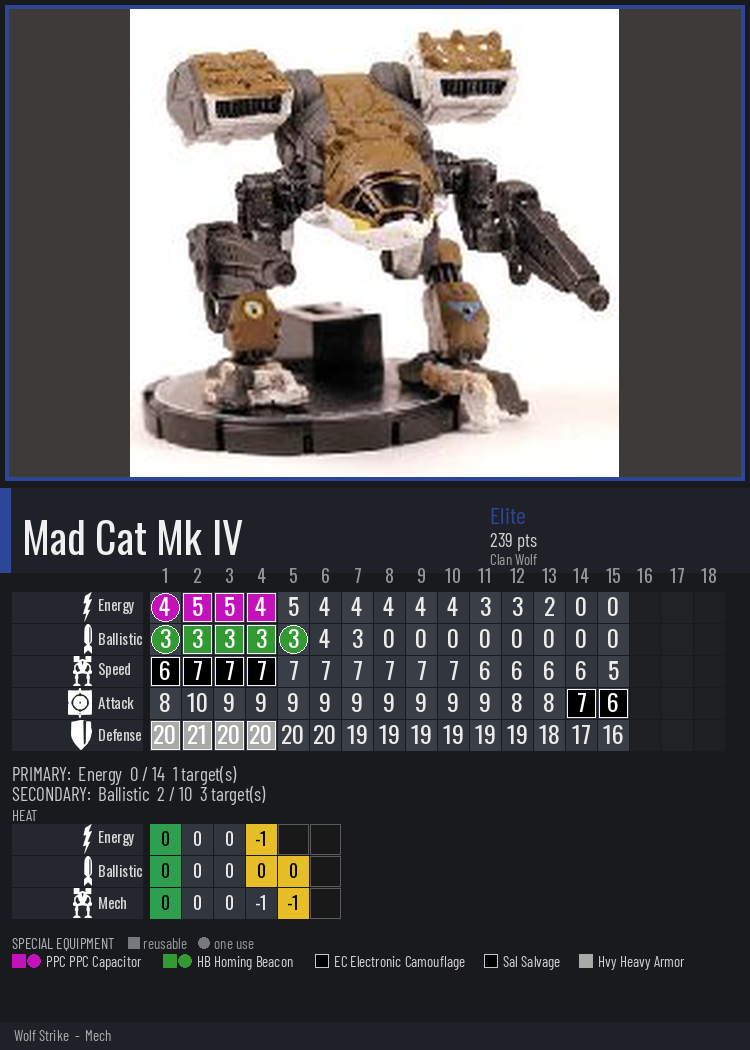 Mad Cat Mk IV
Elite
239 pts
Clan Wolf
1 2 3 4 5 6 7 8 9 10 11 12 13 14 15 16 17 18
Energy 4 5 5 4 5 4 4 4 4 4 3 3 2 0 0
Ballistic 3 3 3 3 3 4 3 0 0 0 0 0 0 0 0
Speed 6 7 7 7 7 7 7 7 7 7 6 6 6 6 5
Attack 8 10 9 9 9 9 9 9 9 9 9 8 8 7 6
Defense 20 21 20 20 20 20 19 19 19 19 19 19 18 17 16
PRIMARY: Energy 0 / 14 1 target(s)
SECONDARY: Ballistic 2 / 10 3 target(s)
HEAT
Energy 0 0 0 -1
Ballistic 0 0 0 0 0
Mech 0 0 0 -1 -1
SPECIAL EQUIPMENT reusable one use
PPC PPC Capacitor HB Homing Beacon EC Electronic Camouflage Sal Salvage Hvy Heavy Armor
Wolf Strike - Mech